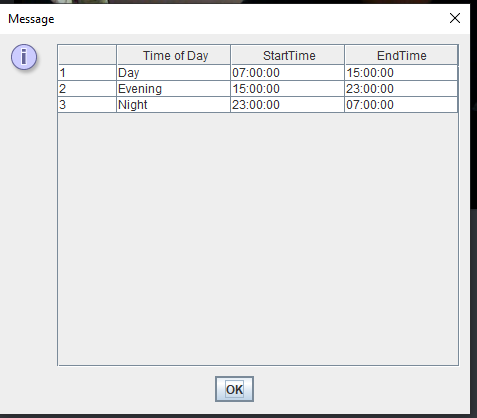 Message
Time of Day StartTime EndTime
1 Day 07:00:00 15:00:00
2 Evening 15:00:00 23:00:00
3 Night 23:00:00 07:00:00
OK